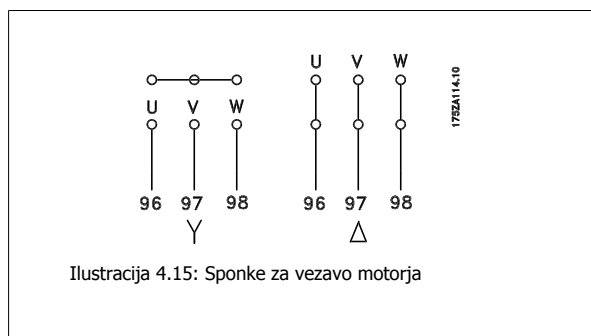 U V W
U V W
96 97 98
96 97 98
Y
Δ
175ZA114.10
Ilustracija 4.15: Sponke za vezavo motorja